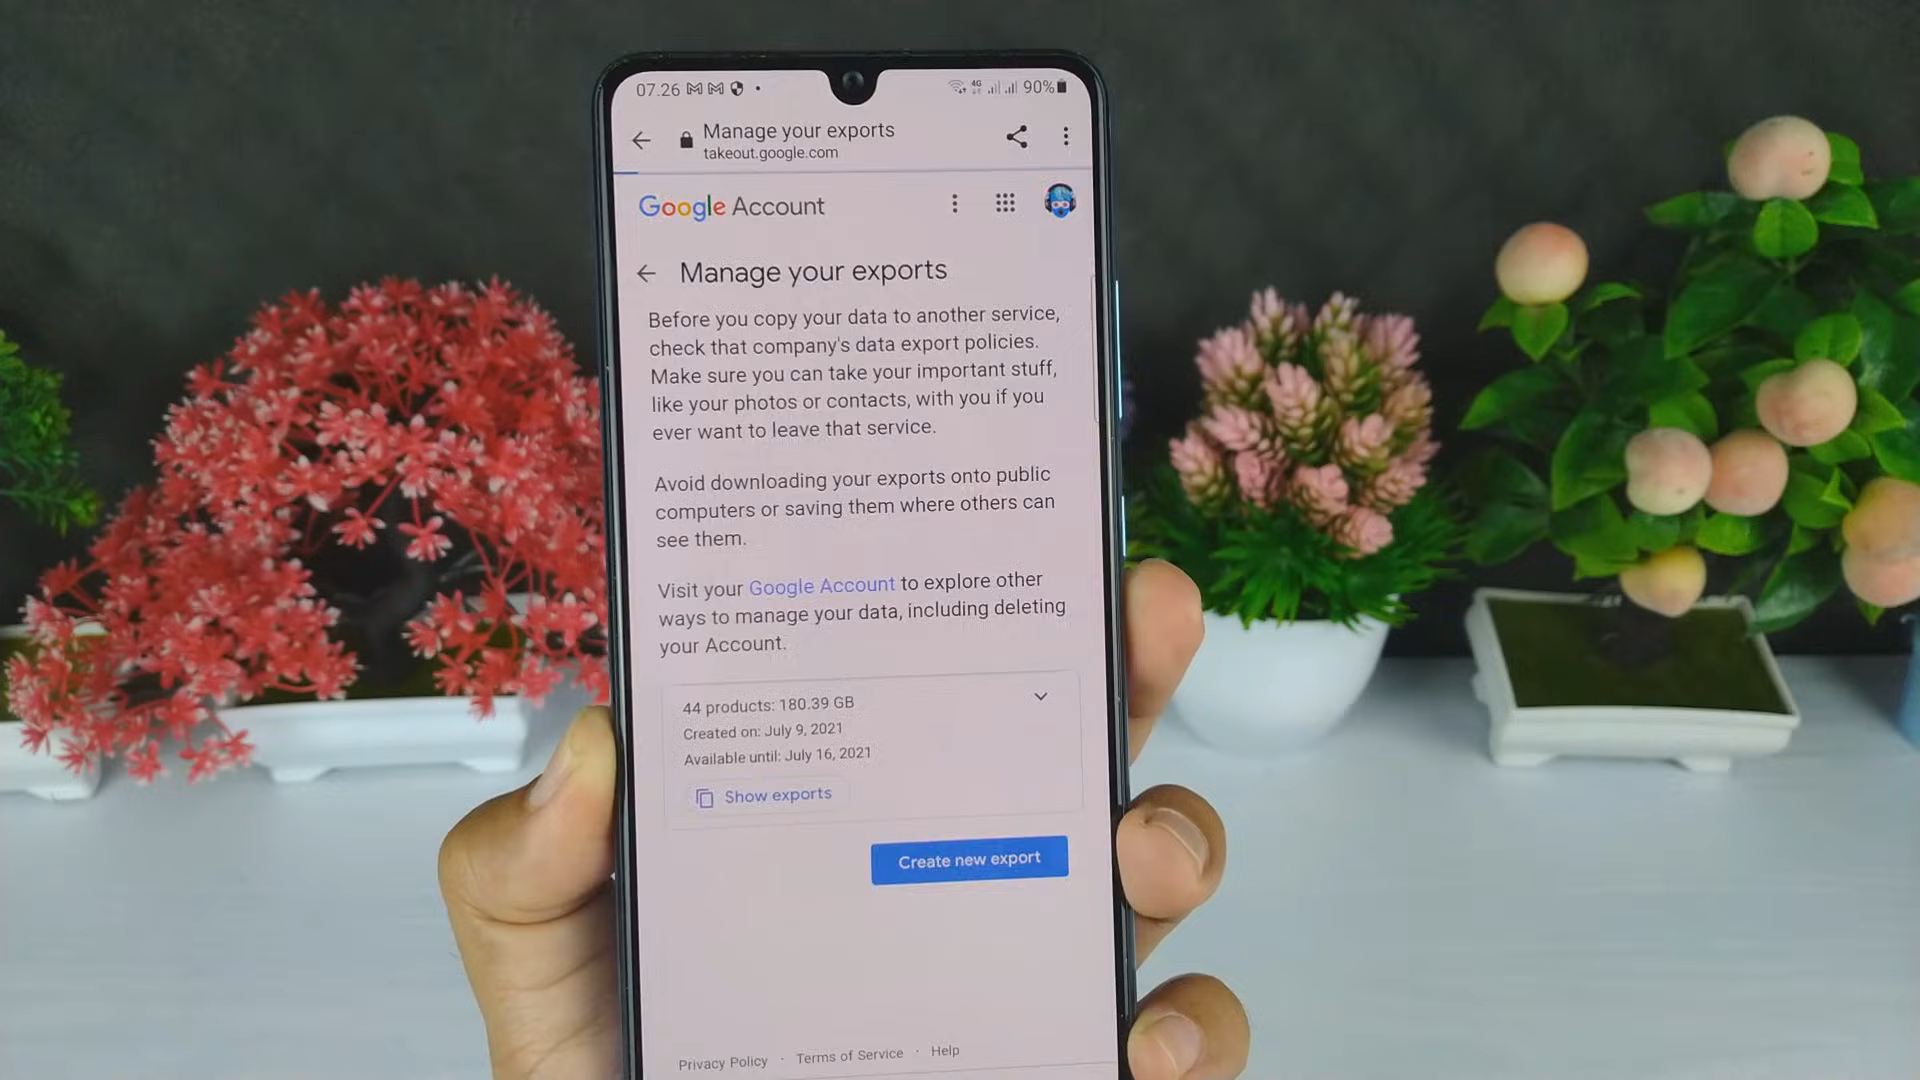 07.26 4G 90%
Manage your exports
takeout.google.com
Google Account
Manage your exports
Before you copy your data to another service,
check that company's data export policies.
Make sure you can take your important stuff,
like your photos or contacts, with you if you
ever want to leave that service.
Avoid downloading your exports onto public
computers or saving them where others can
see them.
Visit your Google Account to explore other
ways to manage your data, including deleting
your Account.
44 products: 180.39 GB
Created on: July 9, 2021
Available until: July 16, 2021
Show exports
Create new export
Privacy Policy · Terms of Service · Help